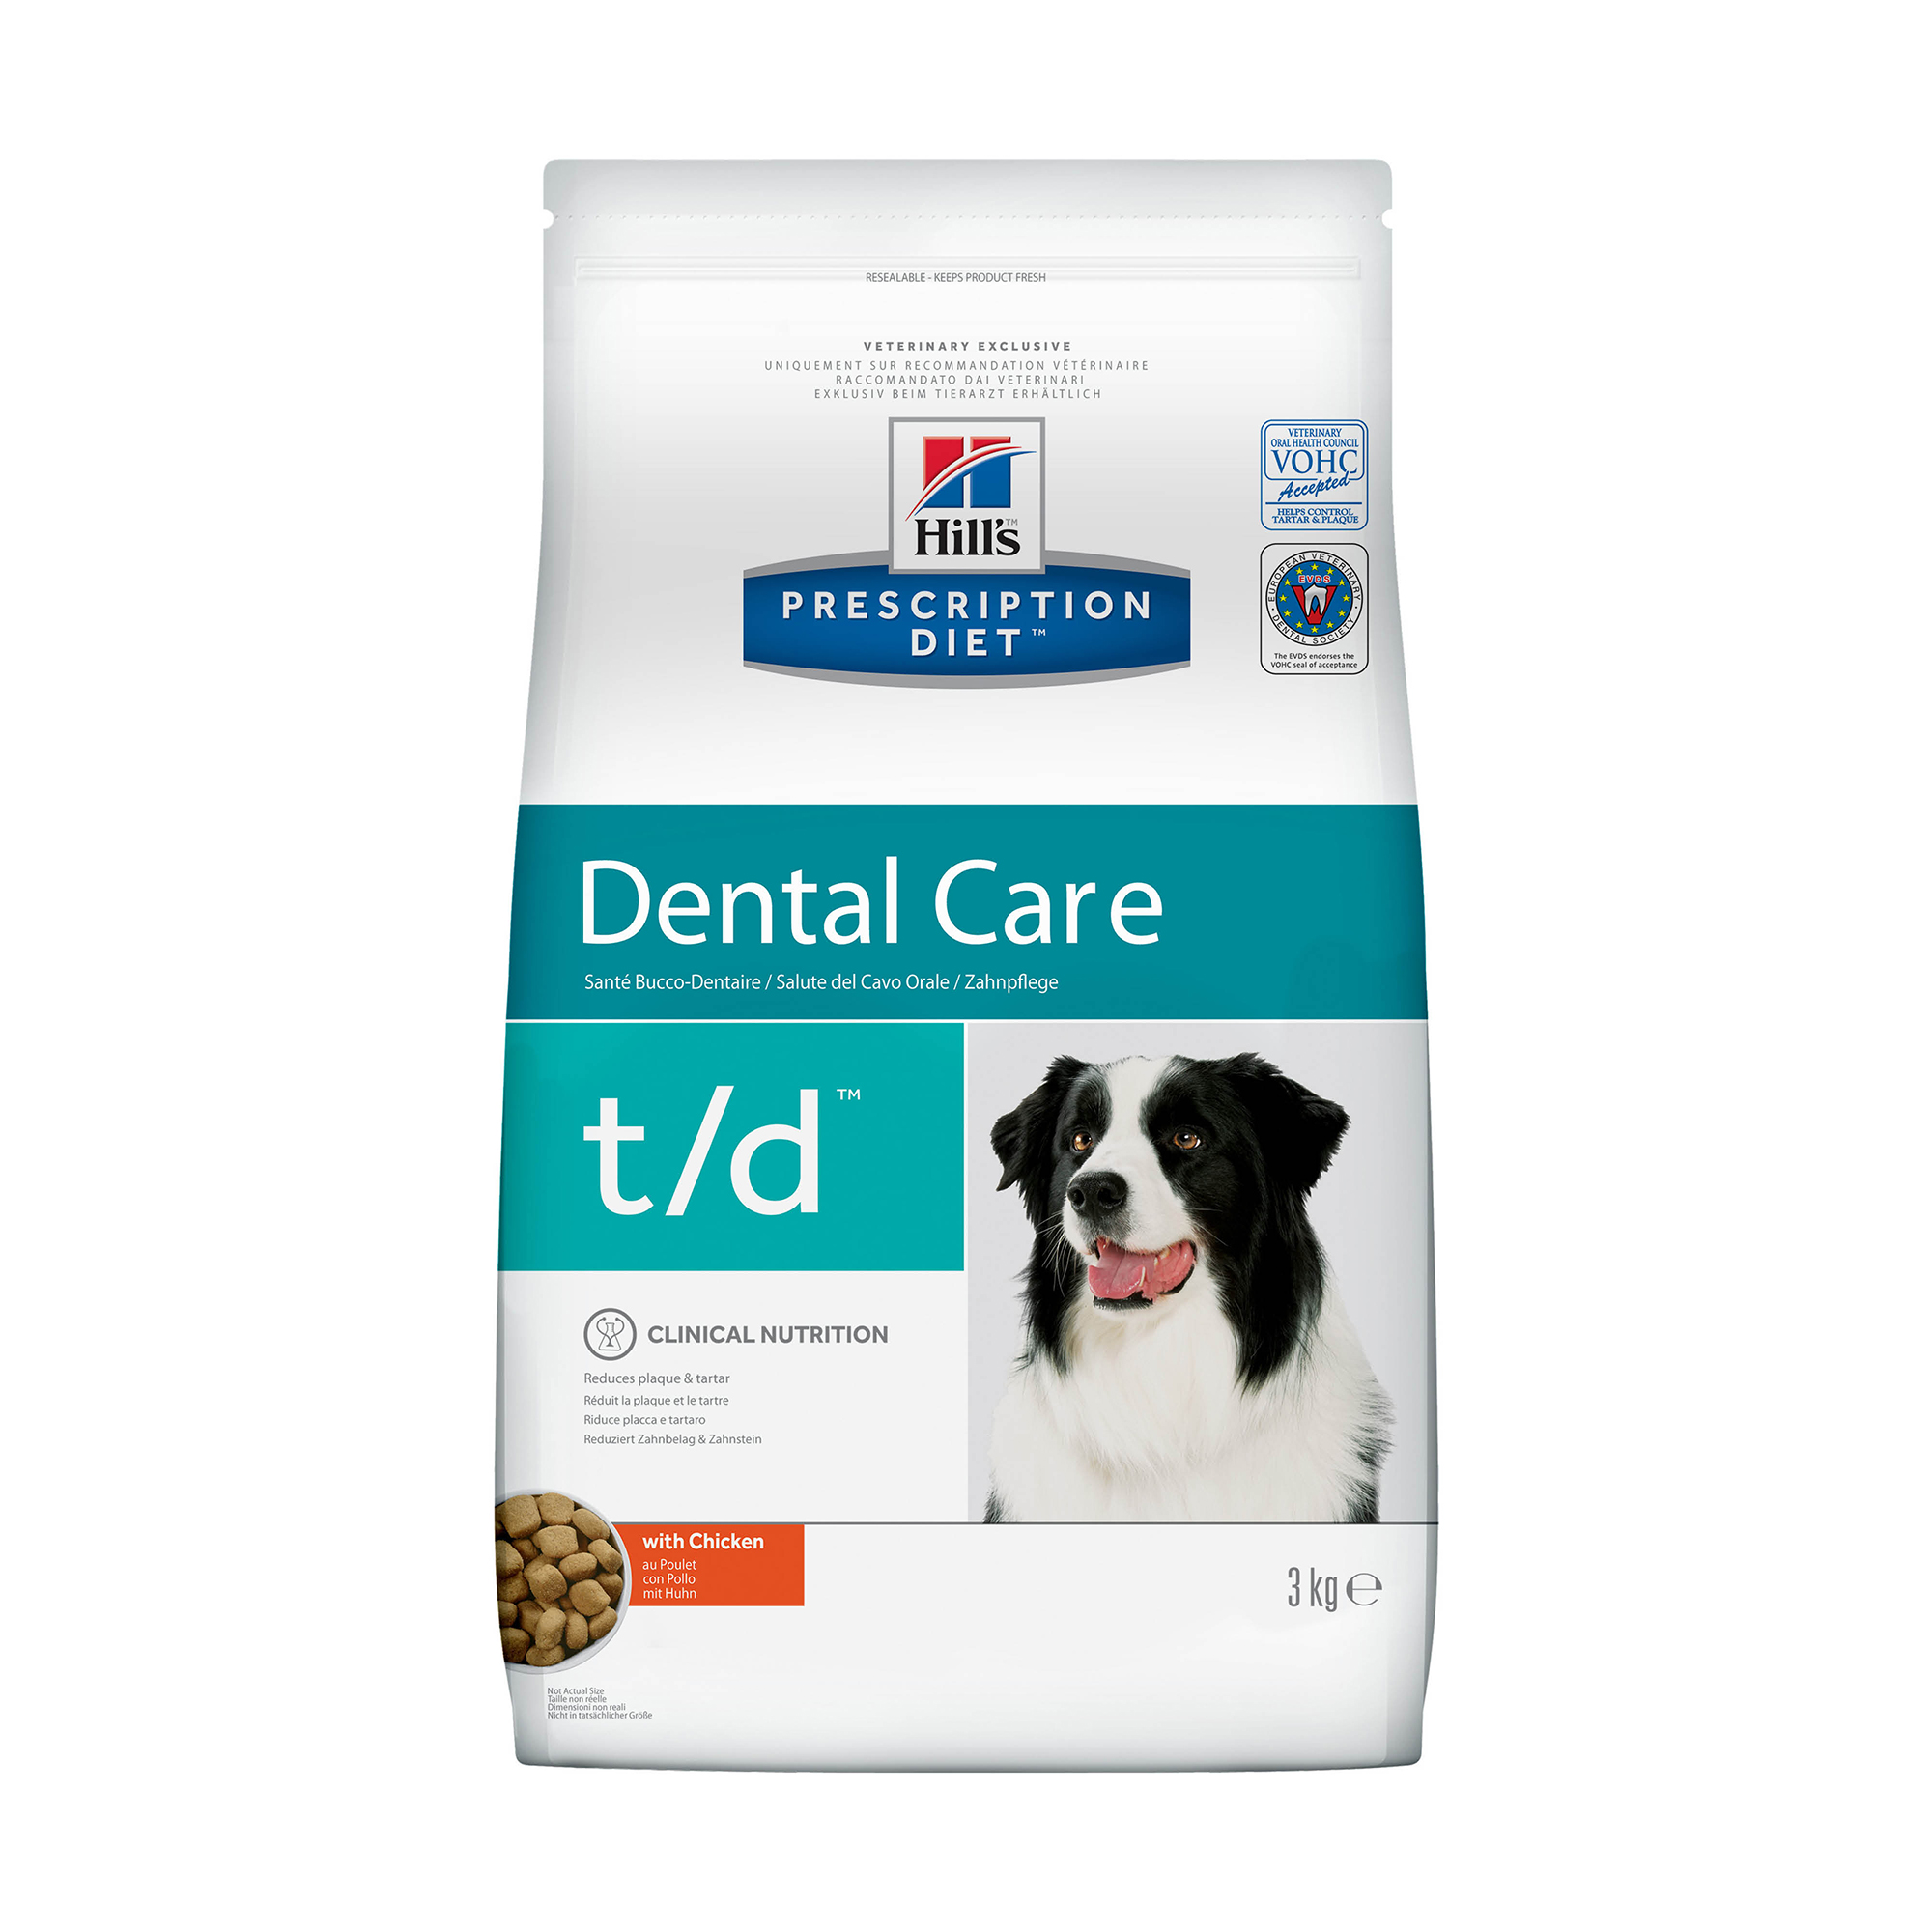 RESEALABLE - KEEPS PRODUCT FRESH
VETERINARY EXCLUSIVE
UNIQUEMENT SUR RECOMMANDATION VÉTÉRINAIRE
RACCOMANDATO DAI VETERINARI
EXKLUSIV BEIM TIERARZT ERHÄLTLICH
Hill's™
PRESCRIPTION
DIET™
VETERINARY
ORAL HEALTH COUNCIL
VOHC
Accepted
HELPS CONTROL
TARTAR & PLAQUE
EUROPEAN VETERINARY
EVDS
DENTAL SOCIETY
The EVDS endorses the
VOHC seal of acceptance
Dental Care
Santé Bucco-Dentaire / Salute del Cavo Orale / Zahnpflege
t/d™
CLINICAL NUTRITION
Reduces plaque & tartar
Réduit la plaque et le tartre
Riduce placca e tartaro
Reduziert Zahnbelag & Zahnstein
with Chicken
au Poulet
con Pollo
mit Huhn
3 kg ℮
Not Actual Size
Taille non réelle
Dimensioni non reali
Nicht in tatsächlicher Größe